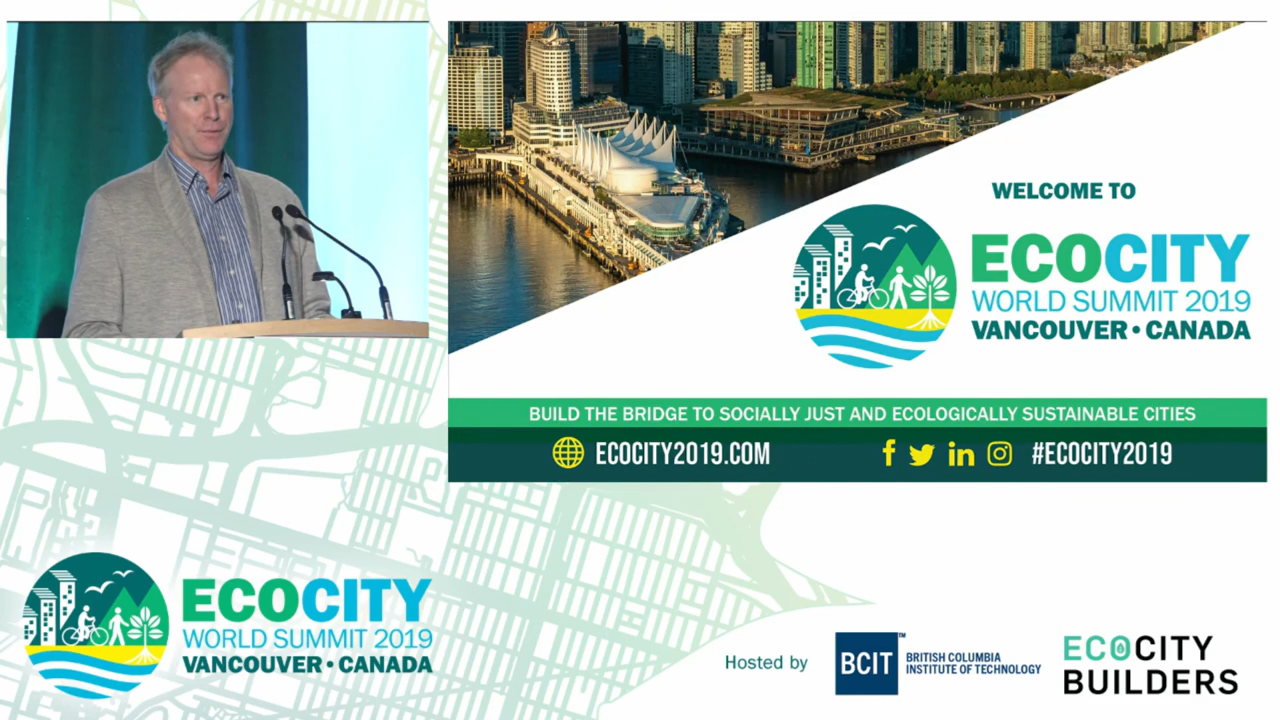 WELCOME TO
ECOCITY
WORLD SUMMIT 2019
VANCOUVER • CANADA
BUILD THE BRIDGE TO SOCIALLY JUST AND ECOLOGICALLY SUSTAINABLE CITIES
ECOCITY2019.COM
#ECOCITY2019
ECOCITY
WORLD SUMMIT 2019
VANCOUVER • CANADA
Hosted by
BCIT™
BRITISH COLUMBIA
INSTITUTE OF TECHNOLOGY
ECOCITY
BUILDERS